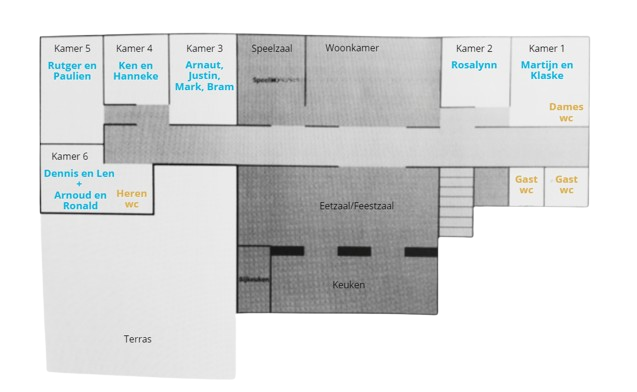 Kamer 5
Kamer 4
Kamer 3
Speelzaal
Woonkamer
Kamer 2
Kamer 1
Rutger en
Paulien
Ken en
Hanneke
Arnaut,
Justin,
Mark, Bram
Rosalynn
Martijn en
Klaske
Dames
wc
Kamer 6
Dennis en Len
+
Arnoud en
Ronald
Heren
wc
Gast
wc
Gast
wc
Eetzaal/Feestzaal
Keuken
Terras